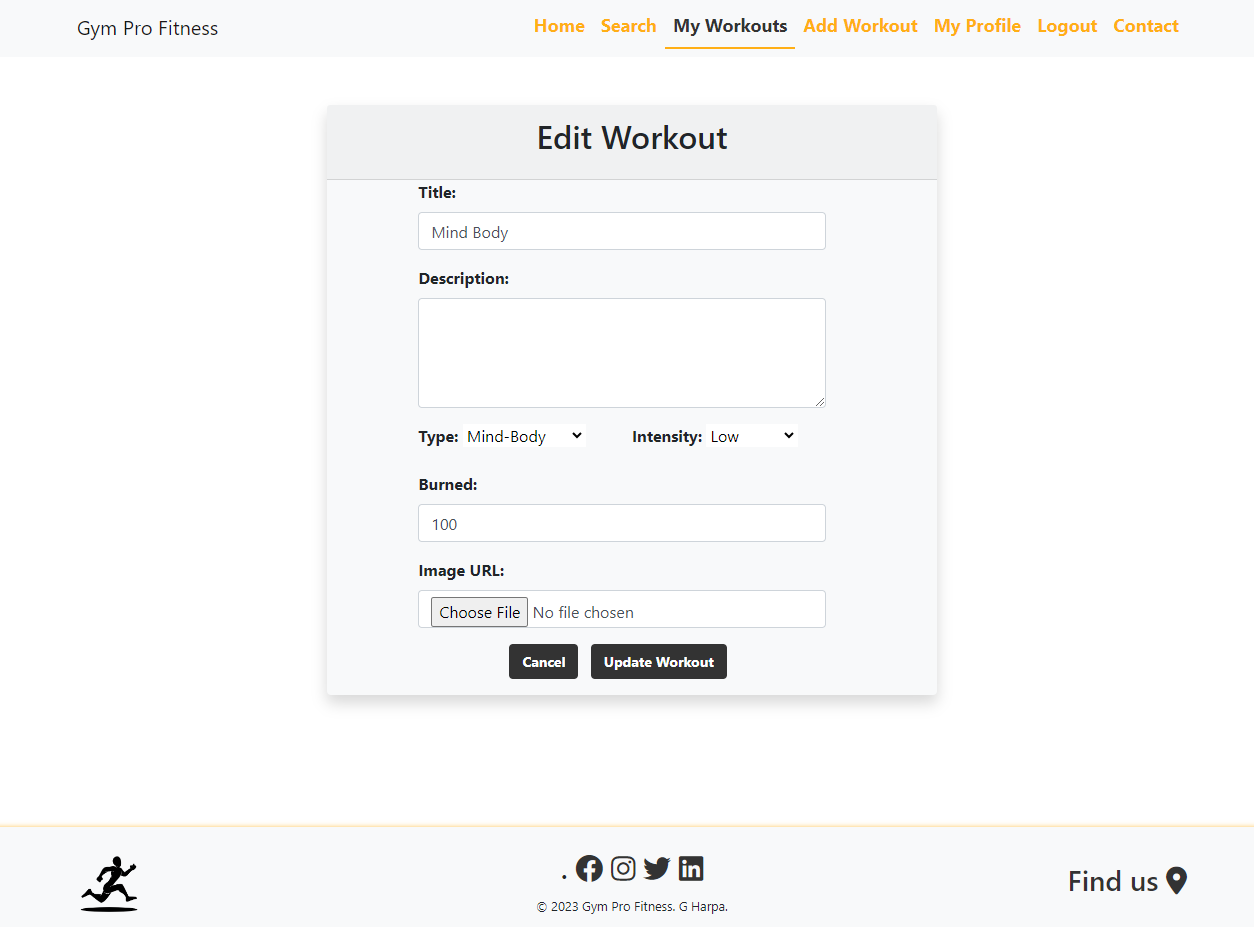 Gym Pro Fitness Home Search My Workouts Add Workout My Profile Logout Contact
Edit Workout
Title:
Mind Body
Description:
Type: Mind-Body Intensity: Low
Burned:
100
Image URL:
Choose File No file chosen
Cancel Update Workout
.
Find us
© 2023 Gym Pro Fitness. G Harpa.